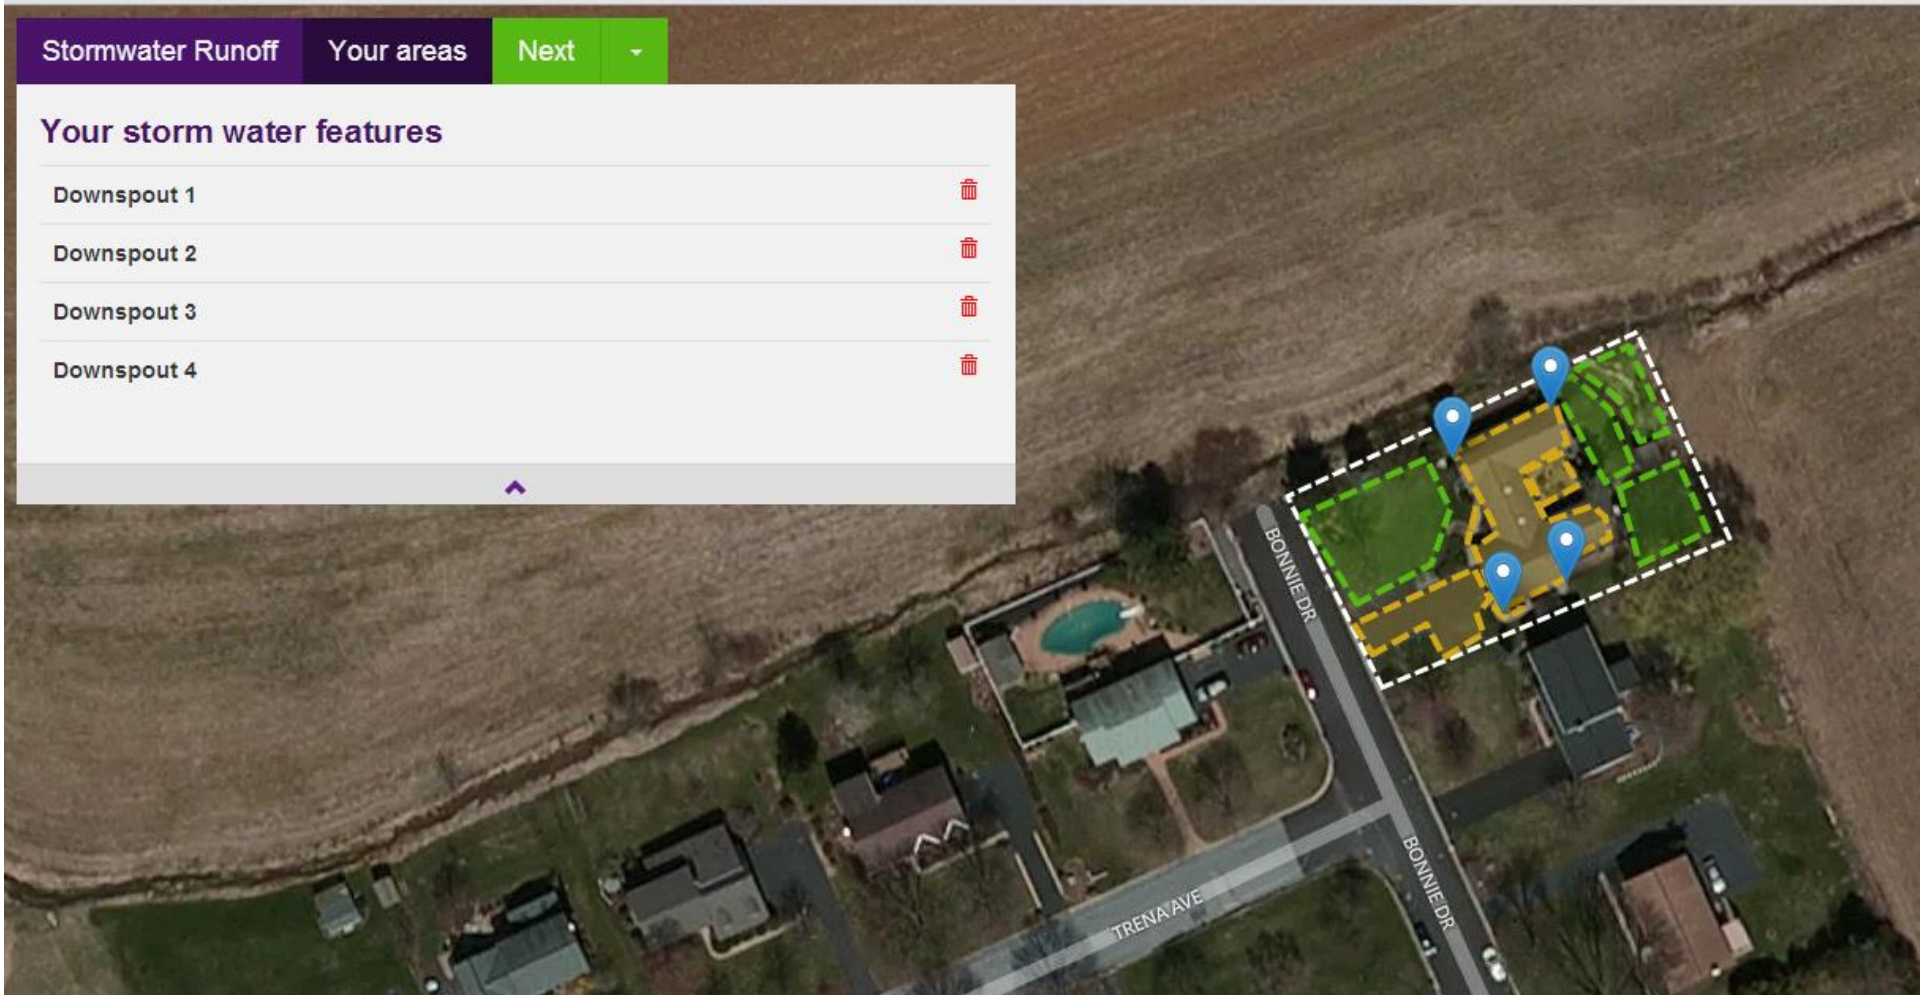 Stormwater Runoff Your areas Next
Your storm water features
Downspout 1
Downspout 2
Downspout 3
Downspout 4
BONNIE DR
BONNIE DR
TRENA AVE